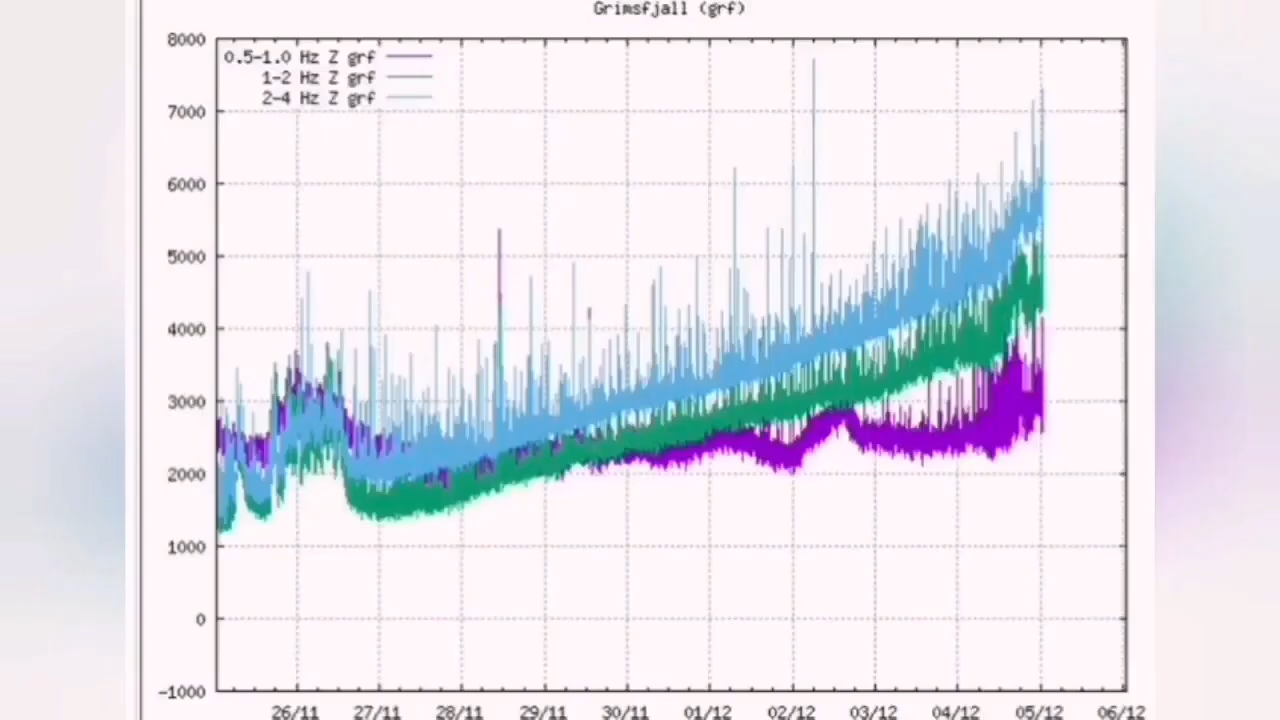 Grimsfjall (grf)
8000
0.5-1.0 Hz Z grf
1-2 Hz Z grf
2-4 Hz Z grf
7000
6000
5000
4000
3000
2000
1000
0
-1000
26/11 27/11 28/11 29/11 30/11 01/12 02/12 03/12 04/12 05/12 06/12